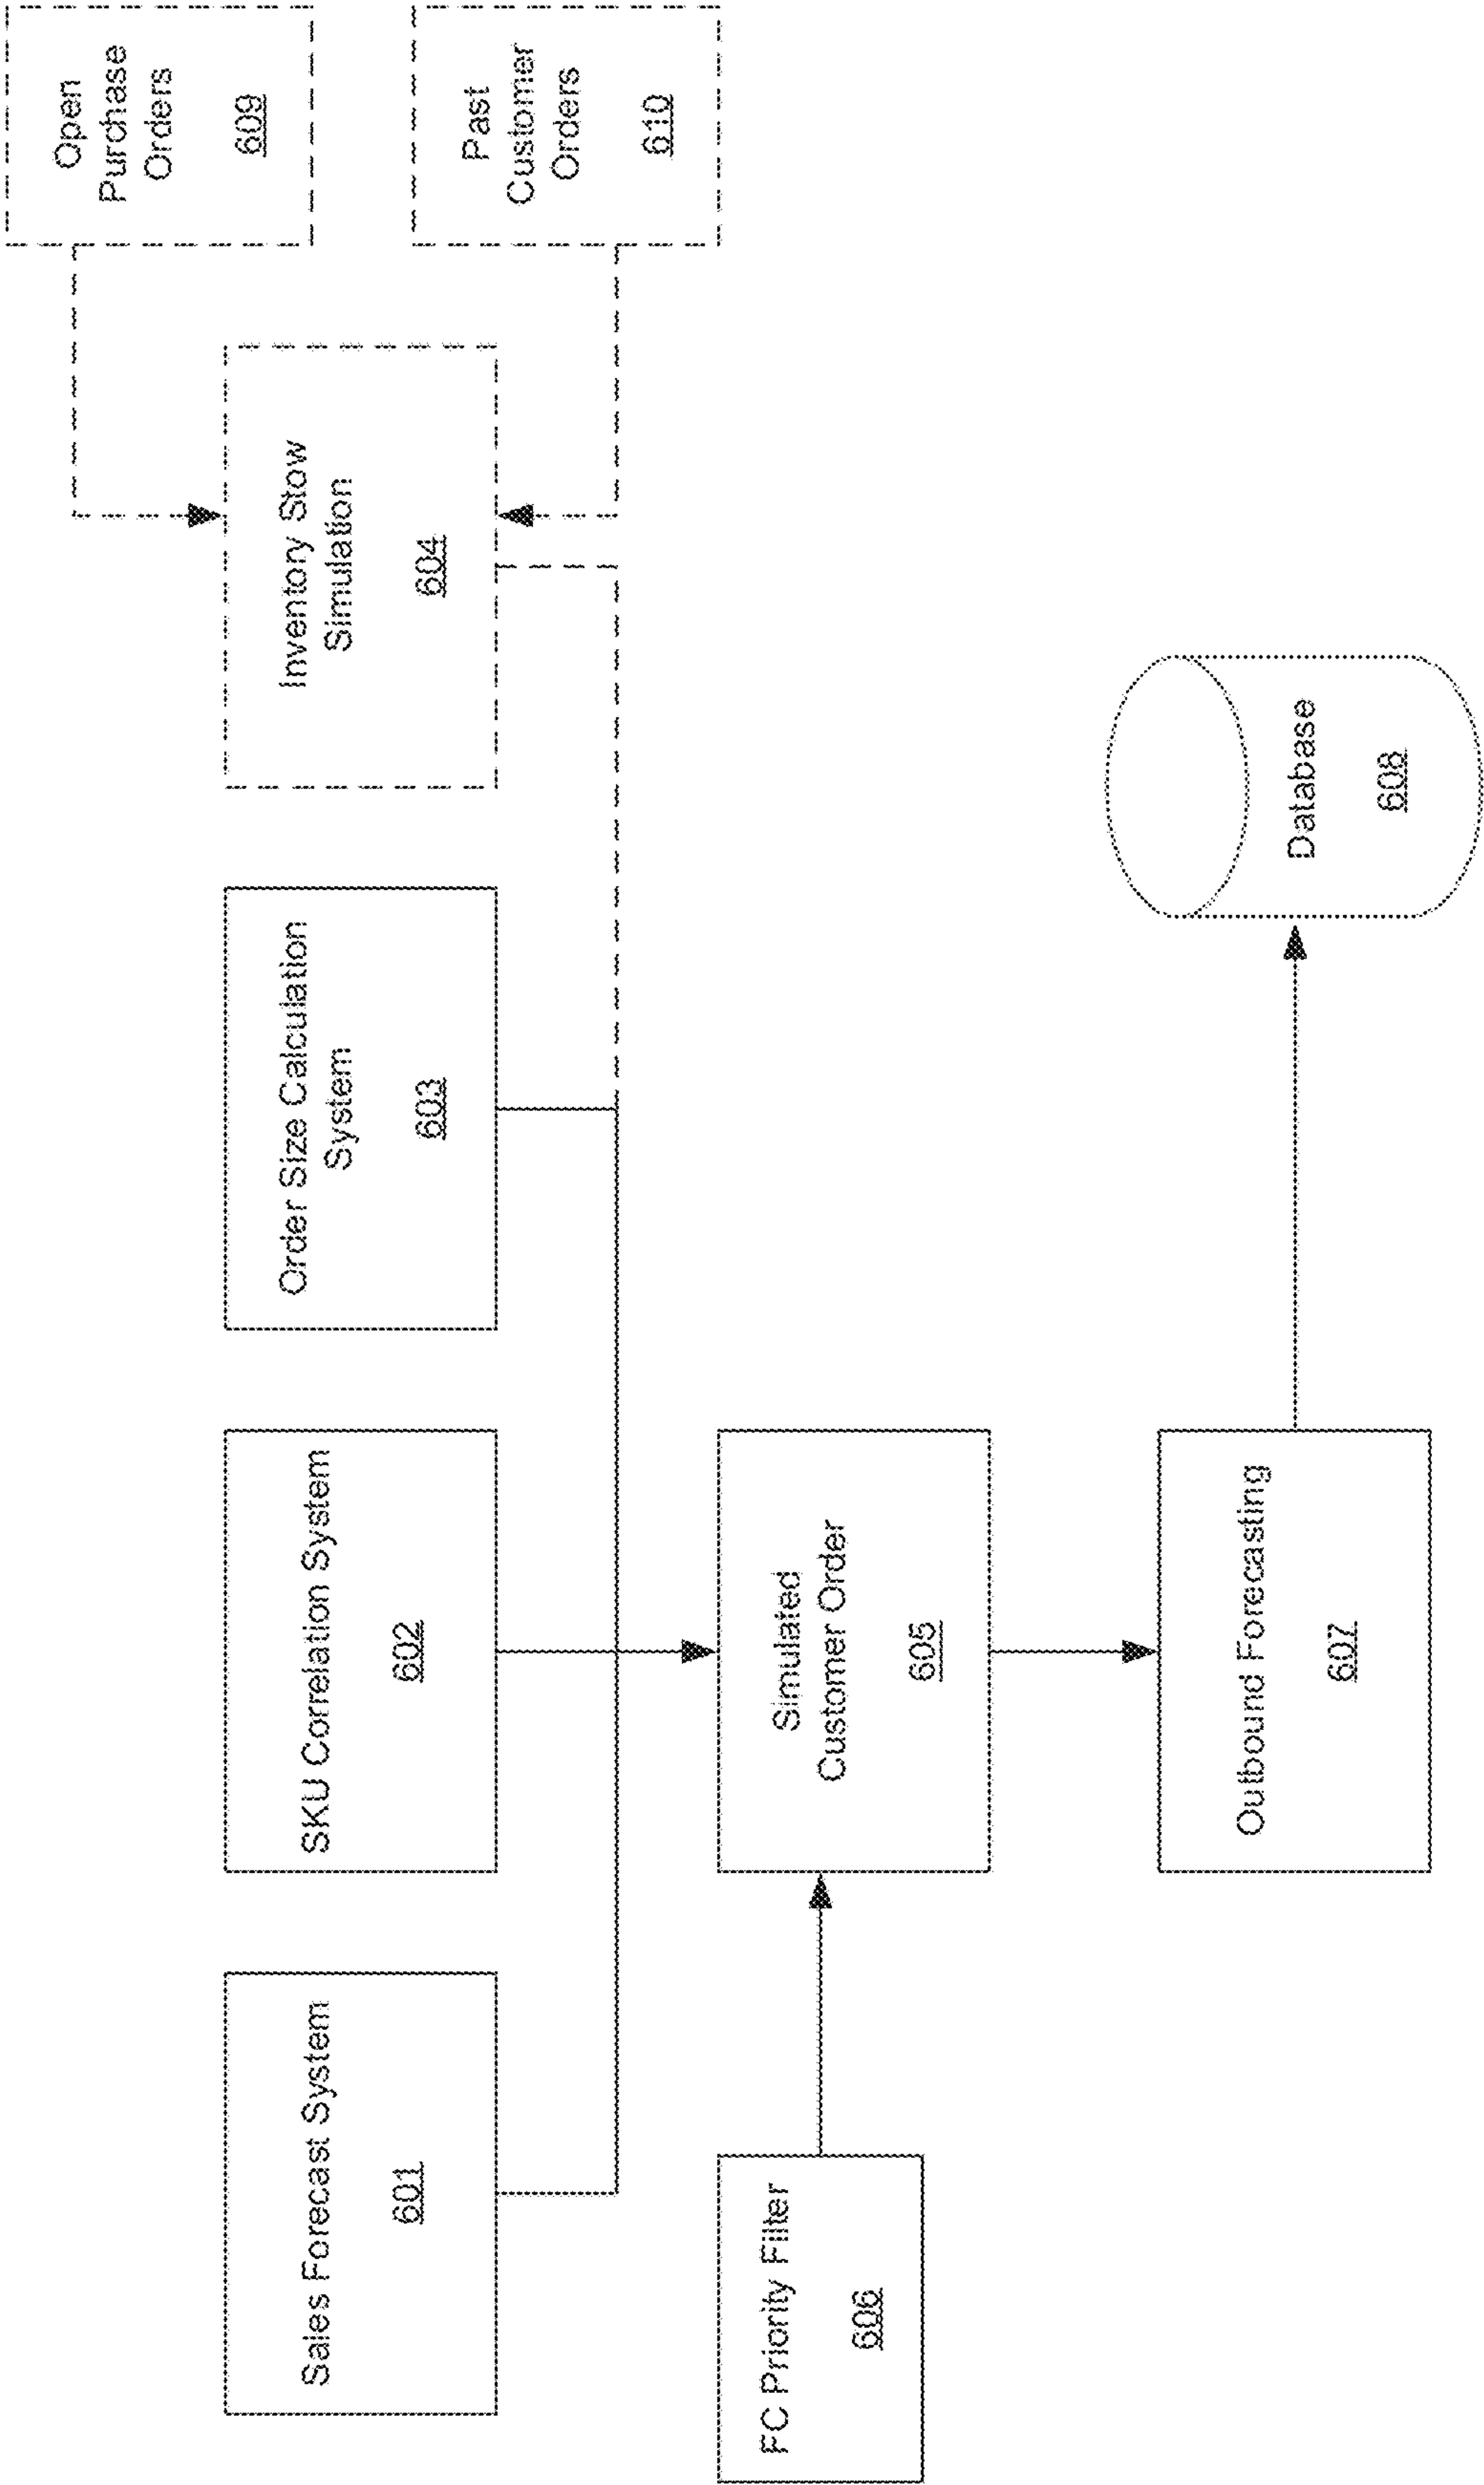 Sales Forecast System
601
SKU Correlation System
602
Order Size Calculation
System
603
Inventory Stow
Simulation
604
Open
Purchase
Orders
609
Past
Customer
Orders
610
FC Priority Filter
606
Simulated
Customer Order
605
Outbound Forecasting
607
Database
608